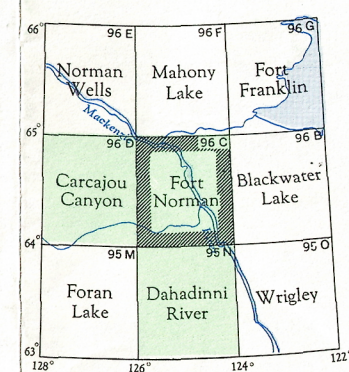 66°
96 E
96 F
96 G
Norman
Wells
Mahony
Lake
Fort
Franklin
Mackenzie
65°
96 D
96 C
96 B
Carcajou
Canyon
Fort
Norman
Blackwater
Lake
64°
95 M
95 N
95 O
Foran
Lake
Dahadinni
River
Wrigley
63°
128°
126°
124°
122°